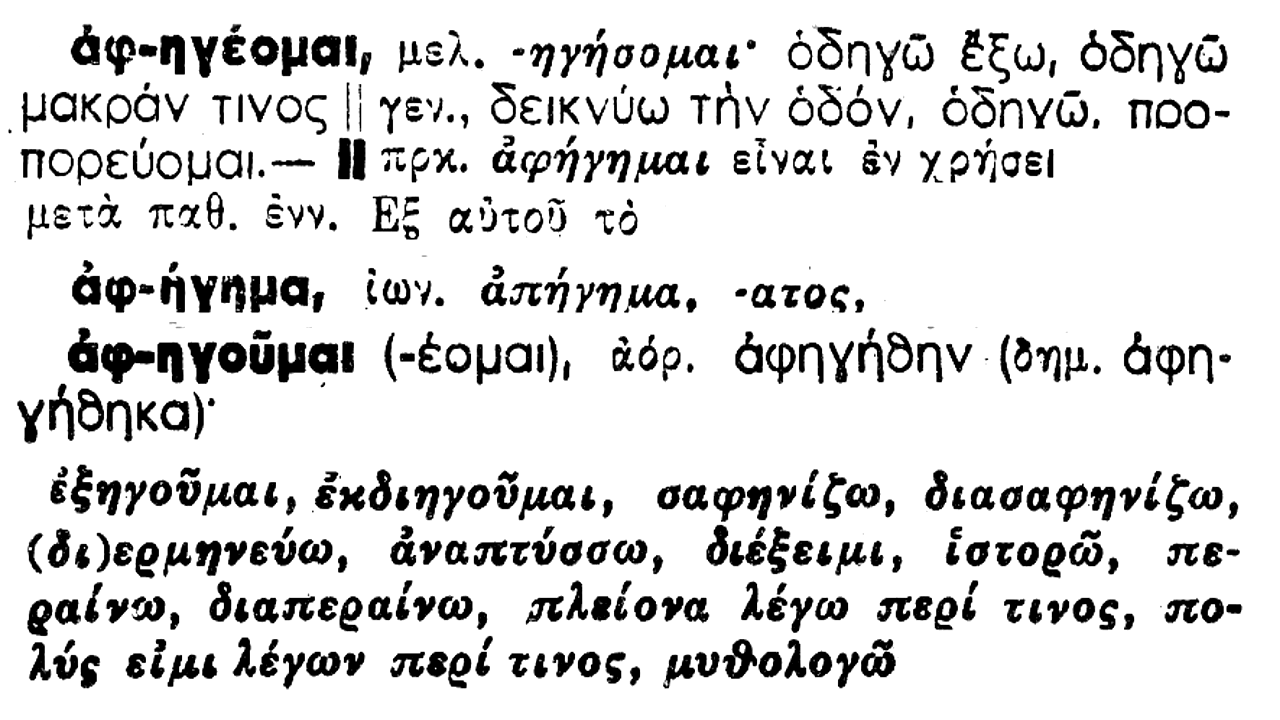 ἀφ-ηγέομαι, μελ. -ηγήσομαι· ὁδηγῶ ἔξω, ὁδηγῶ
μακράν τινος || γεν., δεικνύω τὴν ὁδόν, ὁδηγῶ. προ-
πορεύομαι.— || πρκ. ἀφήγημαι εἶναι ἐν χρήσει
μετὰ παθ. ἐνν. Εξ αὐτοῦ τὸ
ἀφ-ήγημα, ἰων. ἀπήγημα, -ατος,
ἀφ-ηγοῦμαι (-έομαι), ἀόρ. ἀφηγήθην (δημ. ἀφη-
γήθηκα)·
ἐξηγοῦμαι, ἐκδιηγοῦμαι, σαφηνίζω, διασαφηνίζω,
(δι)ερμηνεύω, ἀναπτύσσω, διέξειμι, ἱστορῶ, πε-
ραίνω, διαπεραίνω, πλείονα λέγω περί τινος, πο-
λύς εἰμι λέγων περί τινος, μυθολογῶ